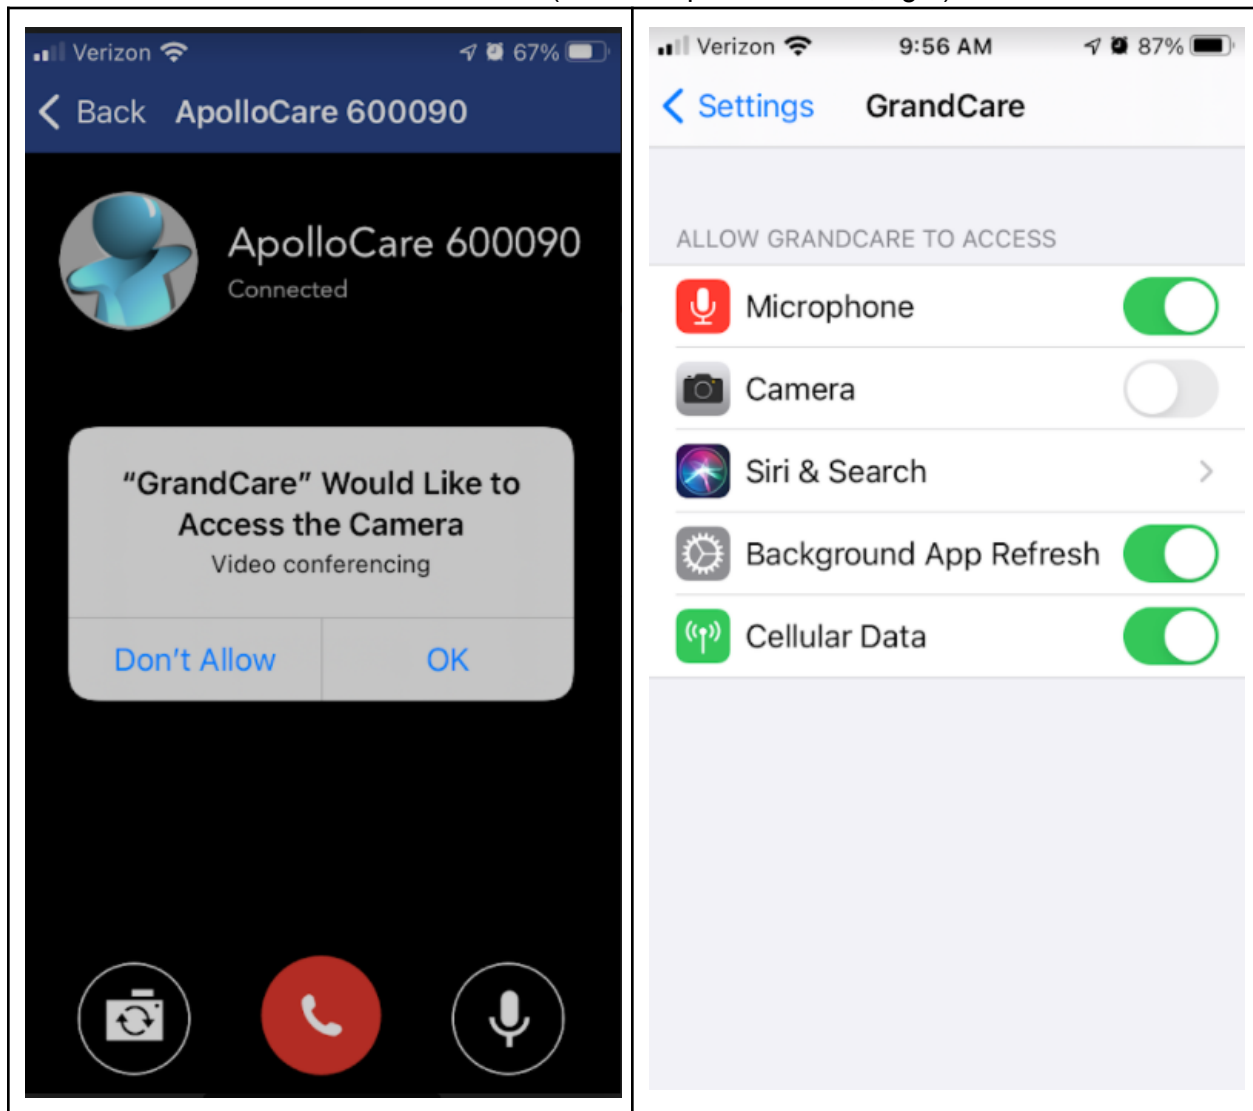 Verizon 67%
Back ApolloCare 600090
ApolloCare 600090
Connected
“GrandCare” Would Like to
Access the Camera
Video conferencing
Don't Allow OK
Verizon 9:56 AM 87%
Settings GrandCare
ALLOW GRANDCARE TO ACCESS
Microphone
Camera
Siri & Search
Background App Refresh
Cellular Data